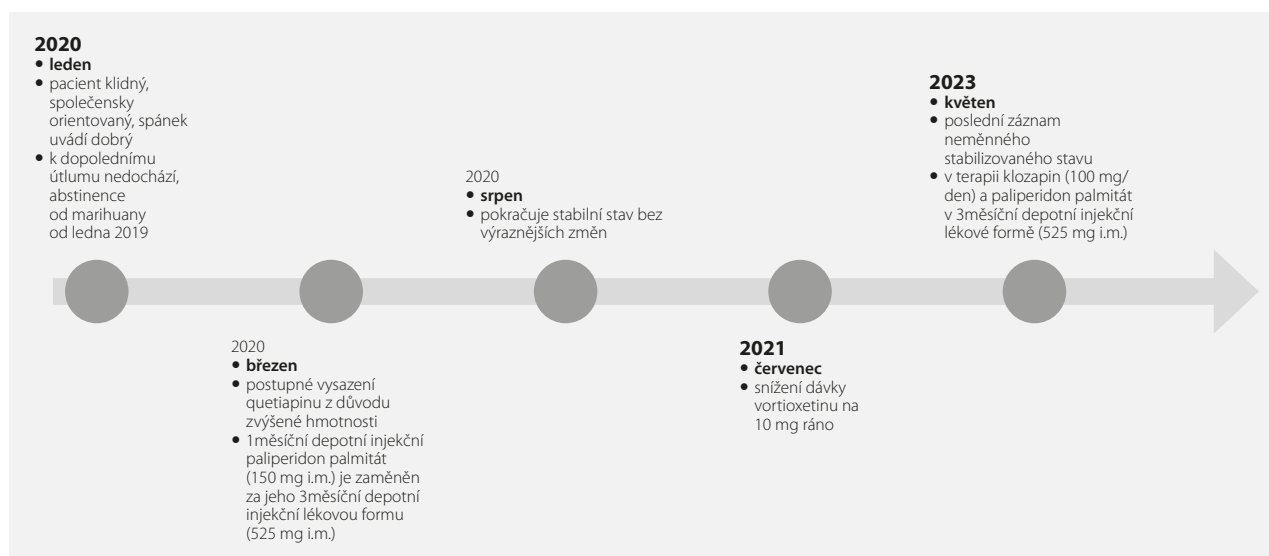 2020
• leden
• pacient klidný,
společensky
orientovaný, spánek
uvádí dobrý
• k dopolednímu
útlumu nedochází,
abstinence
od marihuany
od ledna 2019
2020
• březen
• postupné vysazení
quetiapinu z důvodu
zvýšené hmotnosti
• 1měsíční depotní injekční
paliperidon palmitát
(150 mg i.m.) je zaměněn
za jeho 3měsíční depotní
injekční lékovou formu
(525 mg i.m.)
2020
• srpen
• pokračuje stabilní stav bez
výraznějších změn
2021
• červenec
• snížení dávky
vortioxetinu na
10 mg ráno
2023
• květen
• poslední záznam
neměnného
stabilizovaného stavu
• v terapii klozapin (100 mg/
den) a paliperidon palmitát
v 3měsíční depotní injekční
lékové formě (525 mg i.m.)